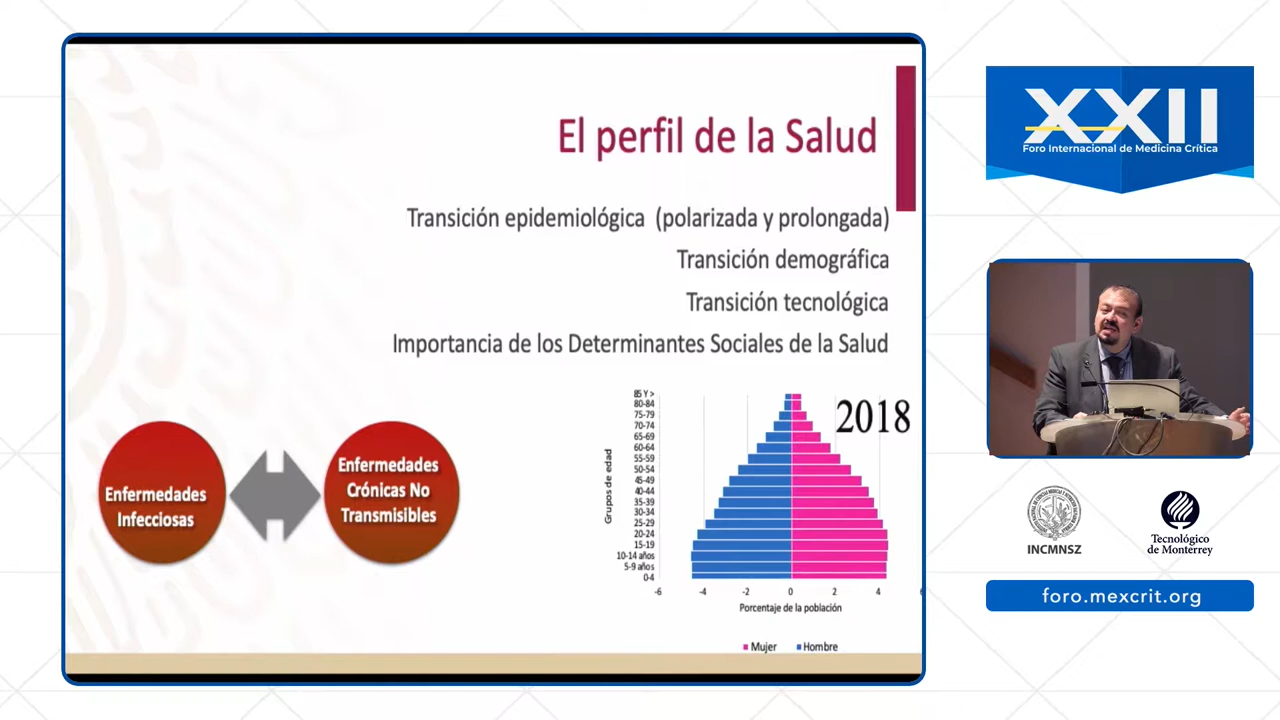 El perfil de la Salud
Transición epidemiológica (polarizada y prolongada)
Transición demográfica
Transición tecnológica
Importancia de los Determinantes Sociales de la Salud
Enfermedades
Infecciosas
Enfermedades
Crónicas No
Transmisibles
2018
Grupos de edad
85 Y >
80-84
75-79
70-74
65-69
60-64
55-59
50-54
45-49
40-44
35-39
30-34
25-29
20-24
15-19
10-14 años
5-9 años
0-4
-6 -4 -2 0 2 4 6
Porcentaje de la población
Mujer Hombre
XXII
Foro Internacional de Medicina Crítica
INCMNSZ
Tecnológico
de Monterrey
foro.mexcrit.org